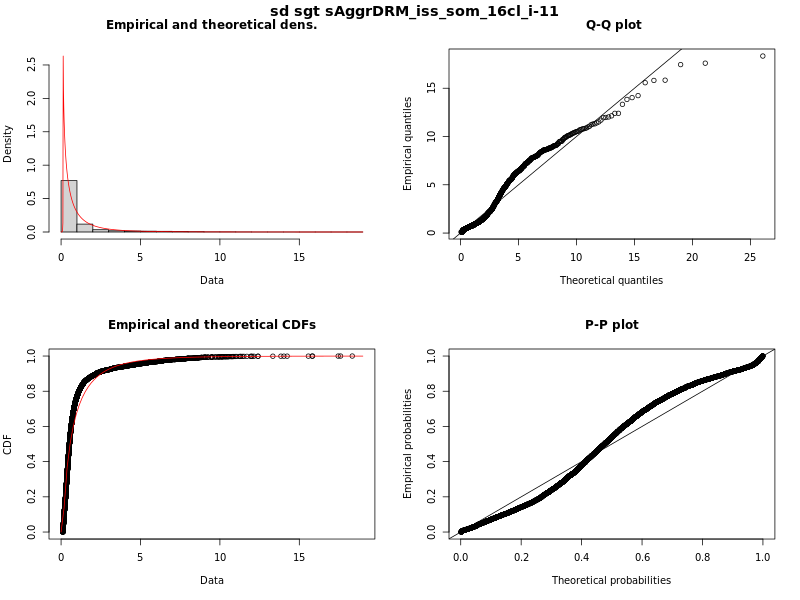 sd sgt sAggrDRM_iss_som_16cl_i-11
Empirical and theoretical dens.
Density
0.0 0.5 1.0 1.5 2.0 2.5
0 5 10 15
Data
Q-Q plot
Empirical quantiles
0 5 10 15
0 5 10 15 20 25
Theoretical quantiles
Empirical and theoretical CDFs
CDF
0.0 0.2 0.4 0.6 0.8 1.0
0 5 10 15
Data
P-P plot
Empirical probabilities
0.0 0.2 0.4 0.6 0.8 1.0
0.0 0.2 0.4 0.6 0.8 1.0
Theoretical probabilities